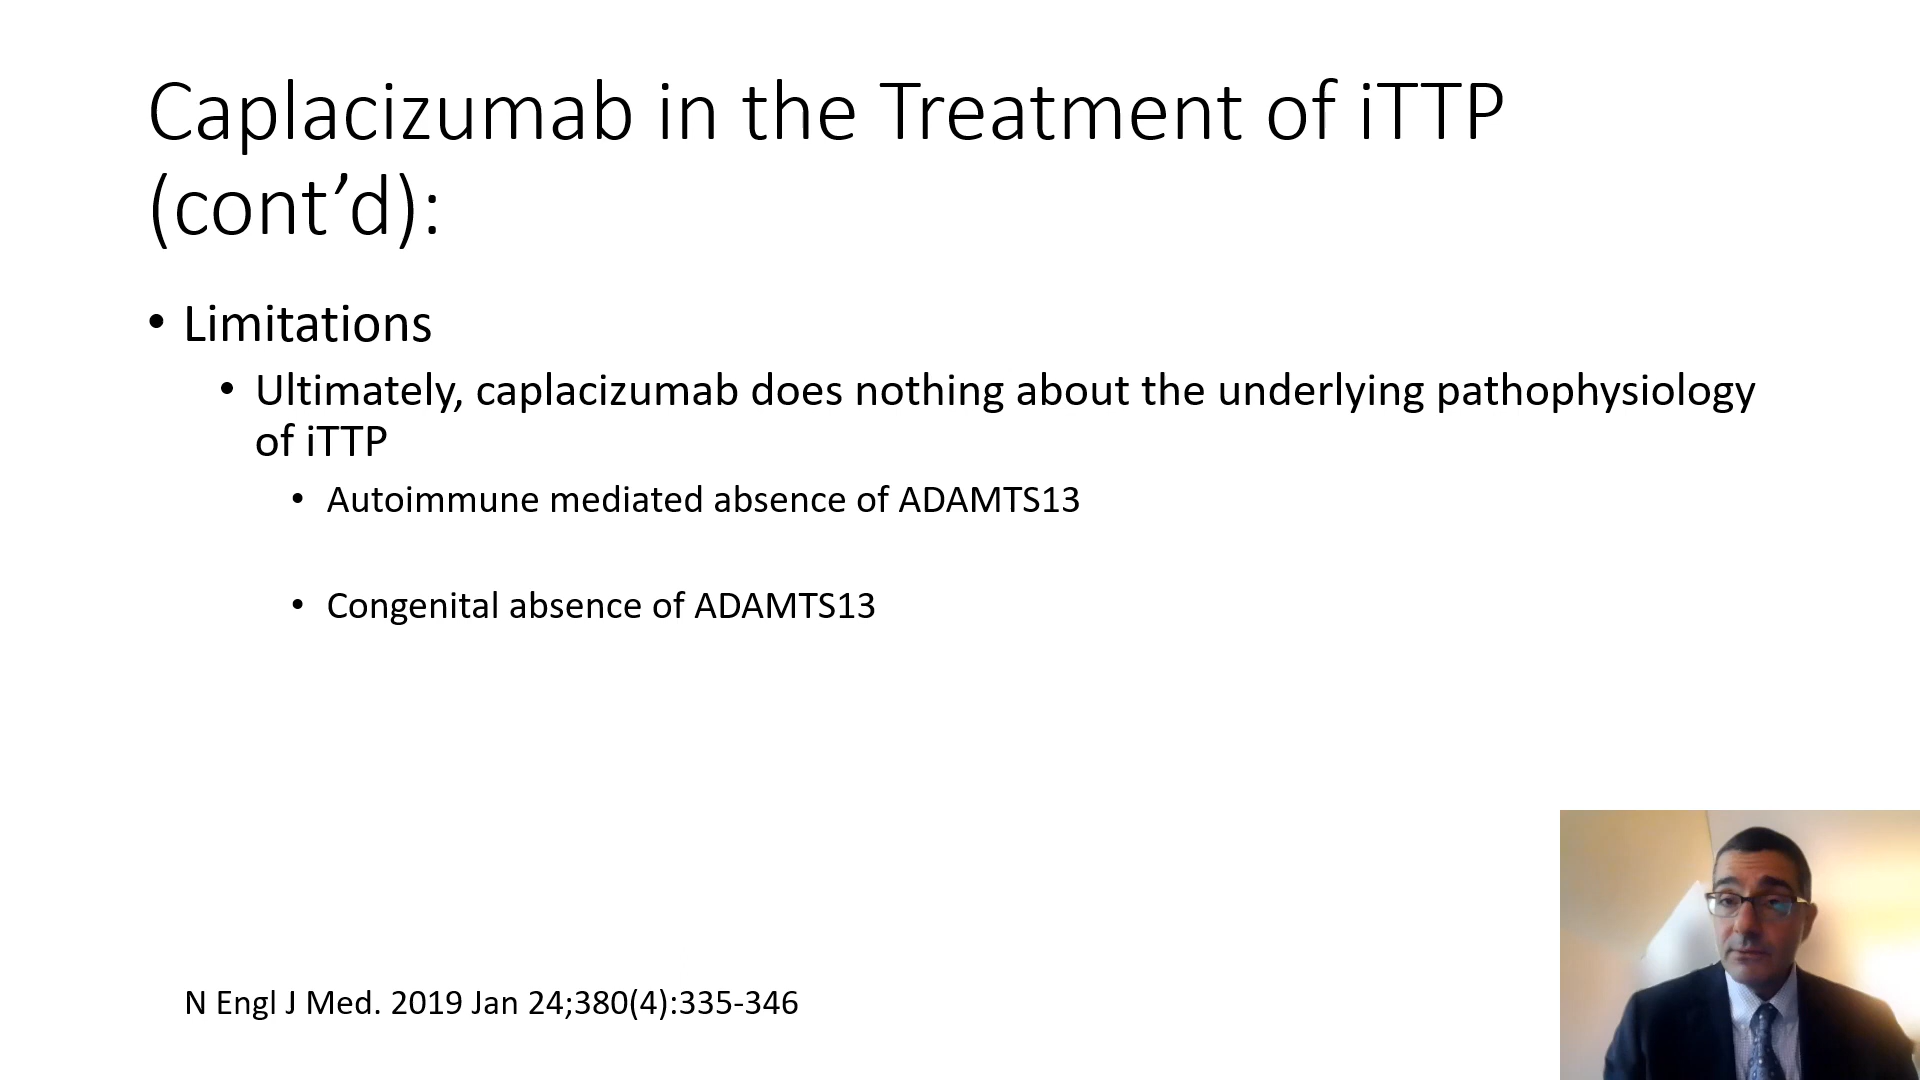 Caplacizumab in the Treatment of iTTP
(cont’d):
• Limitations
• Ultimately, caplacizumab does nothing about the underlying pathophysiology
of iTTP
• Autoimmune mediated absence of ADAMTS13
• Congenital absence of ADAMTS13
N Engl J Med. 2019 Jan 24;380(4):335-346